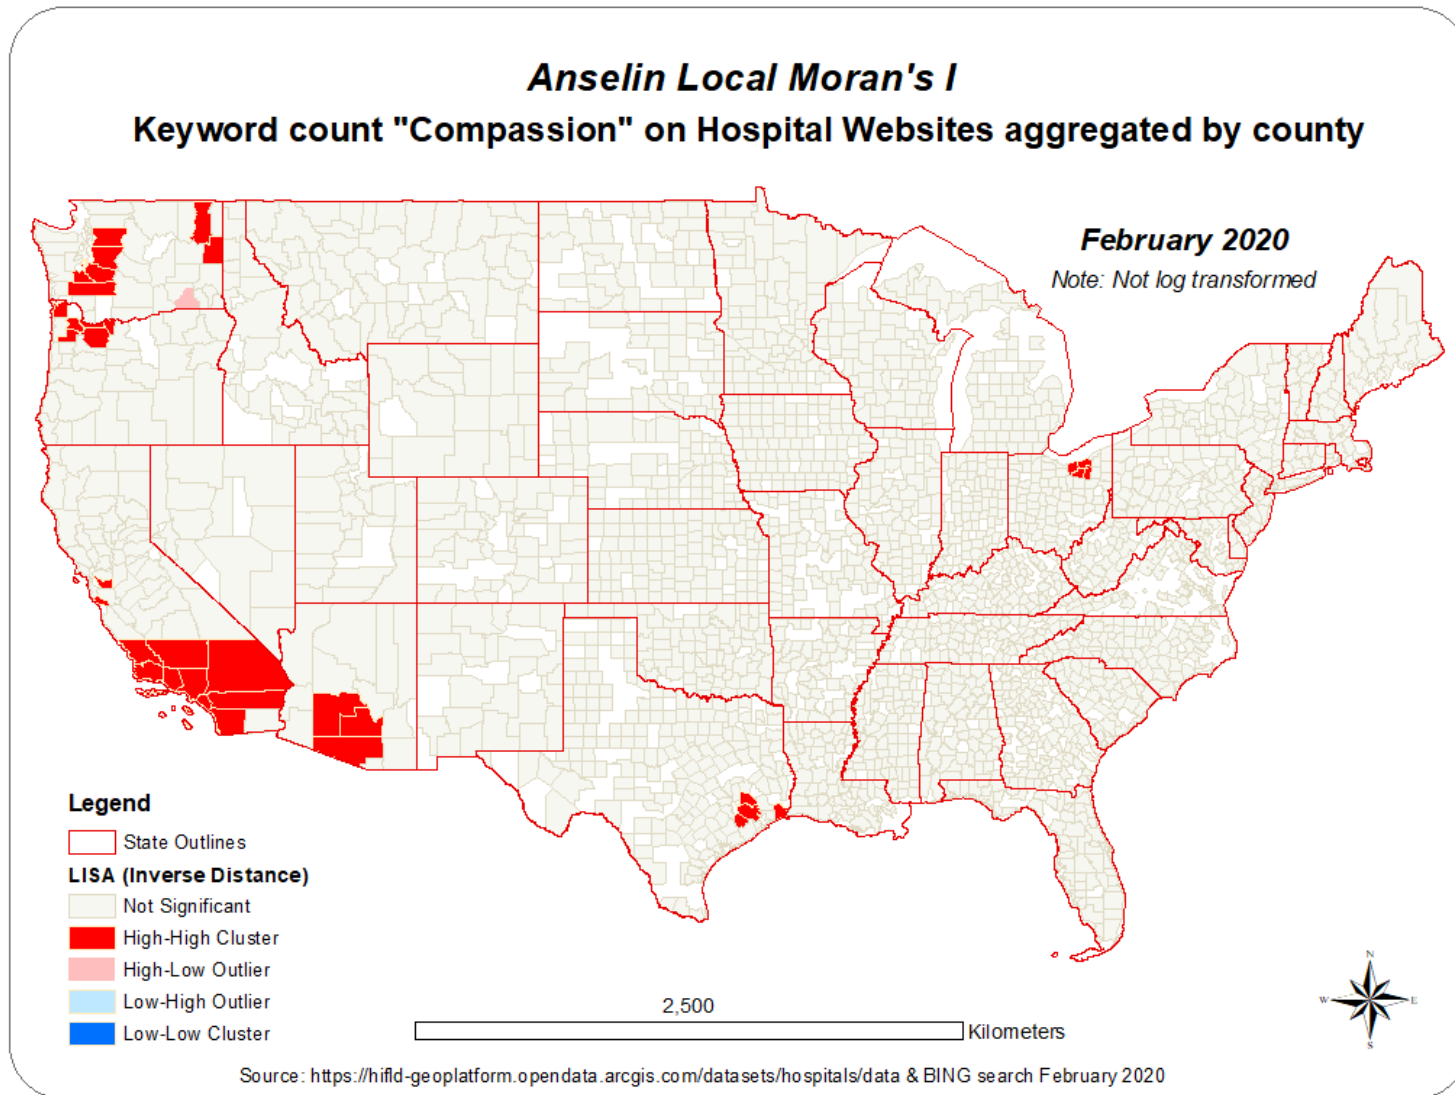 Anselin Local Moran's I
Keyword count "Compassion" on Hospital Websites aggregated by county
February 2020
Note: Not log transformed
Legend
State Outlines
LISA (Inverse Distance)
Not Significant
High-High Cluster
High-Low Outlier
Low-High Outlier
Low-Low Cluster
2,500
Kilometers
N
W
E
S
Source: https://hifld-geoplatform.opendata.arcgis.com/datasets/hospitals/data & BING search February 2020